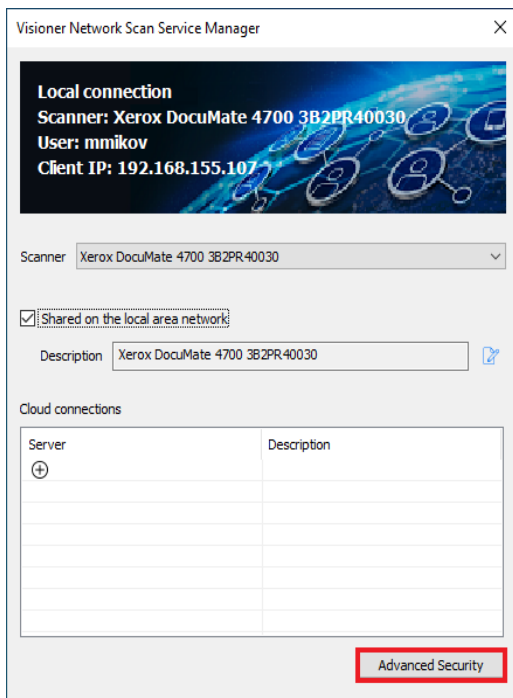 Visioner Network Scan Service Manager
Local connection
Scanner: Xerox DocuMate 4700 3B2PR40030
User: mmikov
Client IP: 192.168.155.107
Scanner Xerox DocuMate 4700 3B2PR40030
Shared on the local area network
Description Xerox DocuMate 4700 3B2PR40030
Cloud connections
Server Description
Advanced Security